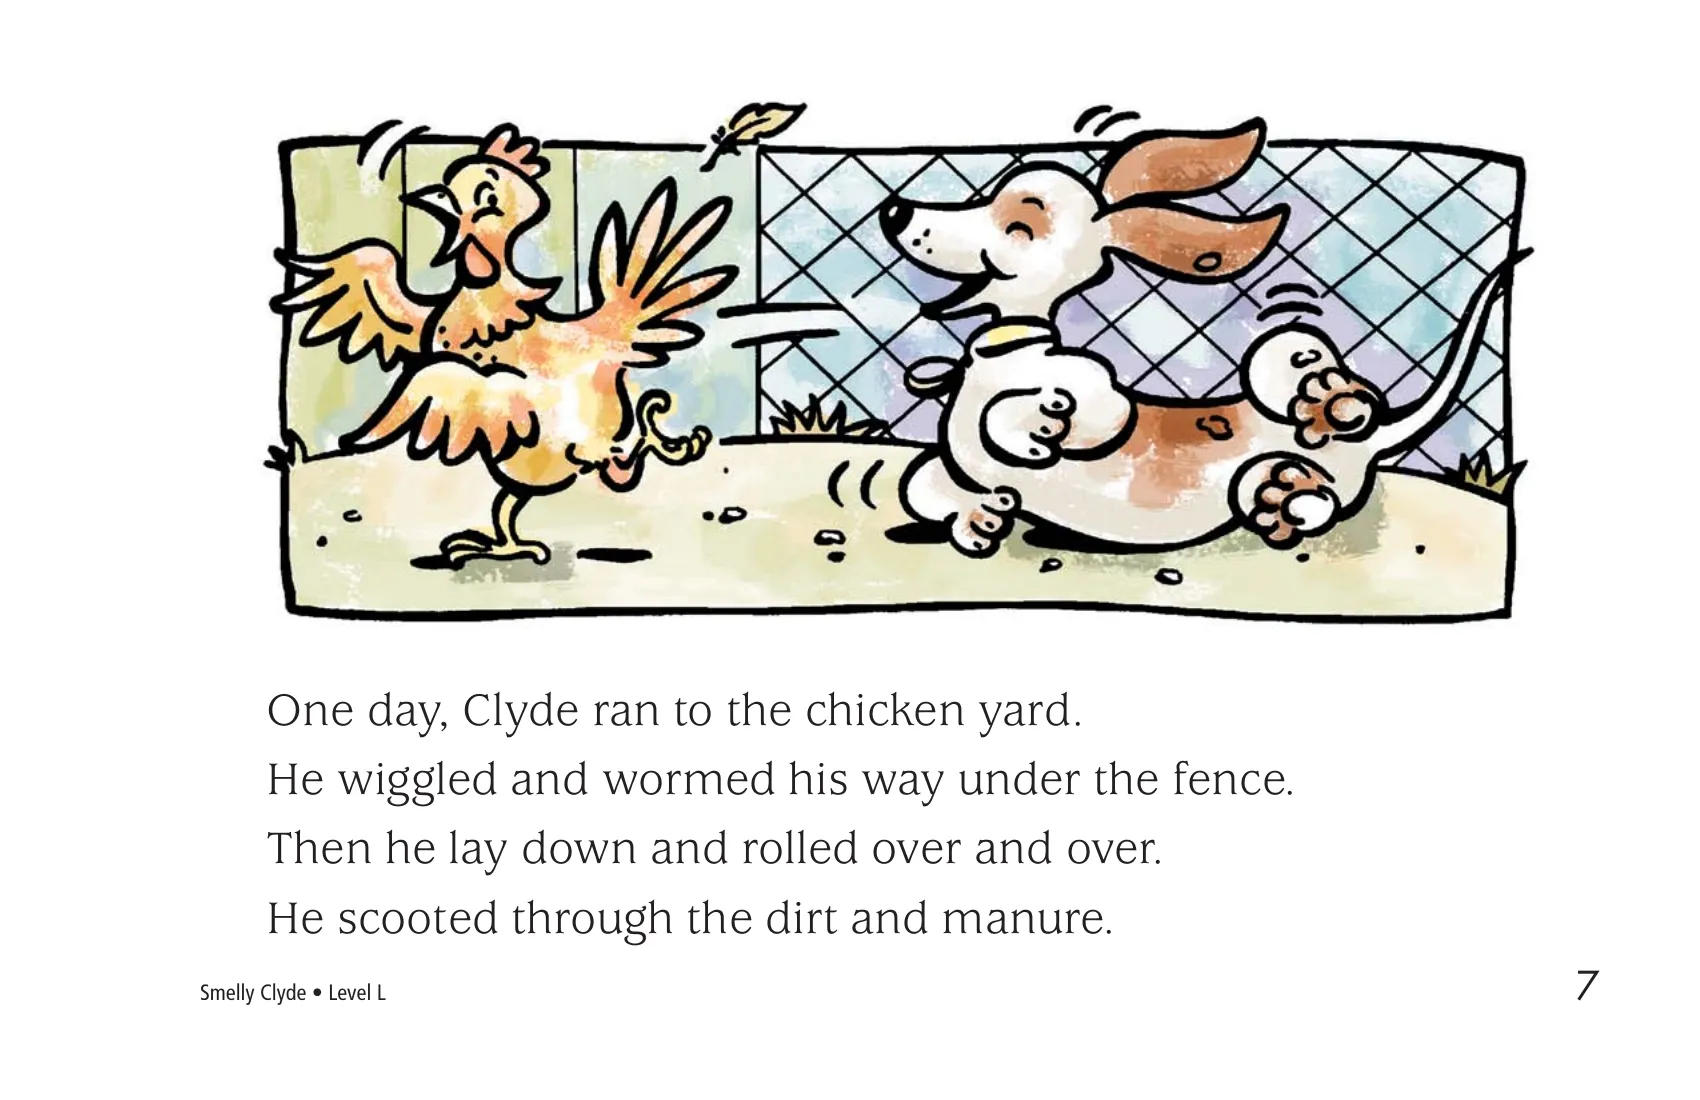 One day, Clyde ran to the chicken yard.
He wiggled and wormed his way under the fence.
Then he lay down and rolled over and over.
He scooted through the dirt and manure.
Smelly Clyde • Level L
7